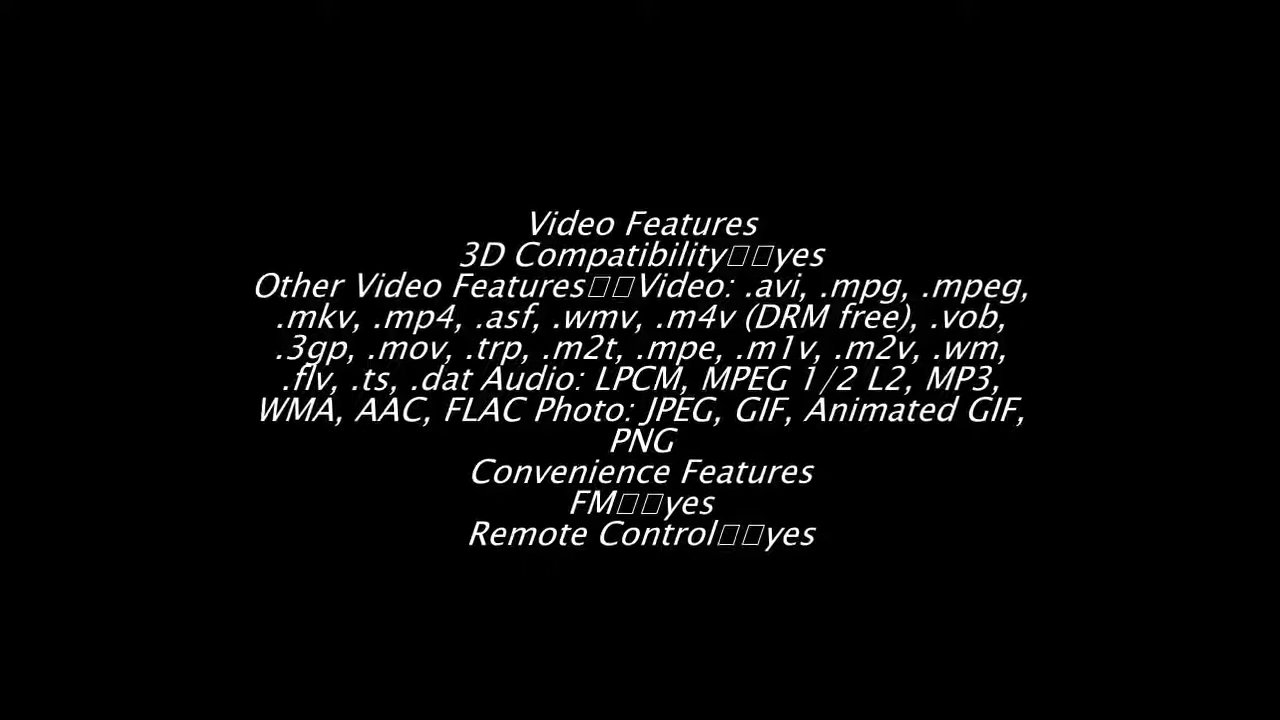 Video Features
3D Compatibility□□yes
Other Video Features□□Video: .avi, .mpg, .mpeg,
.mkv, .mp4, .asf, .wmv, .m4v (DRM free), .vob,
.3gp, .mov, .trp, .m2t, .mpe, .m1v, .m2v, .wm,
.flv, .ts, .dat Audio: LPCM, MPEG 1/2 L2, MP3,
WMA, AAC, FLAC Photo: JPEG, GIF, Animated GIF,
PNG
Convenience Features
FM□□yes
Remote Control□□yes